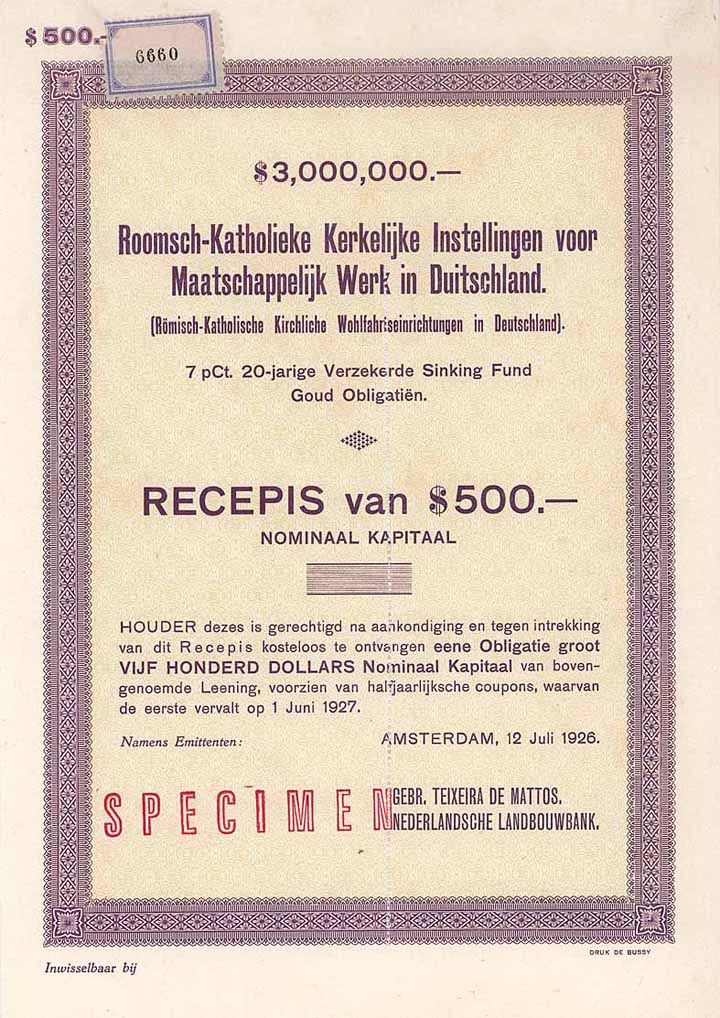 $ 500.-
6660
$3,000,000.—
Roomsch-Katholieke Kerkelijke Instellingen voor
Maatschappelijk Werk in Duitschland.
(Römisch-Katholische Kirchliche Wohlfahrtseinrichtungen in Deutschland).
7 pCt. 20-jarige Verzekerde Sinking Fund
Goud Obligatiën.
RECEPIS van $500.—
NOMINAAL KAPITAAL
HOUDER dezes is gerechtigd na aankondiging en tegen intrekking
van dit Recepis kosteloos te ontvangen eene Obligatie groot
VIJF HONDERD DOLLARS Nominaal Kapitaal van boven-
genoemde Leening, voorzien van halfjaarlijksche coupons, waarvan
de eerste vervalt op 1 Juni 1927.
Namens Emittenten: AMSTERDAM, 12 Juli 1926.
SPECIMEN
GEBR. TEIXEIRA DE MATTOS.
NEDERLANDSCHE LANDBOUWBANK.
DRUK DE BUSSY
Inwisselbaar bij